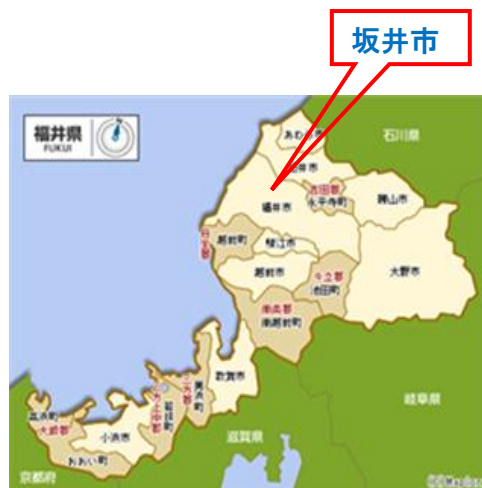 坂井市
福井県
FUKUI
あわら市
石川県
井市
吉田郡
永平寺町
勝山市
福井市
丹生郡
越前町
鯖江市
越前市
今立郡
池田町
大野市
南条郡
南越前町
敦賀市
三方郡
美浜町
三方上中郡
若狭町
高浜町
大飯郡
小浜市
おおい町
岐阜県
滋賀県
京都府